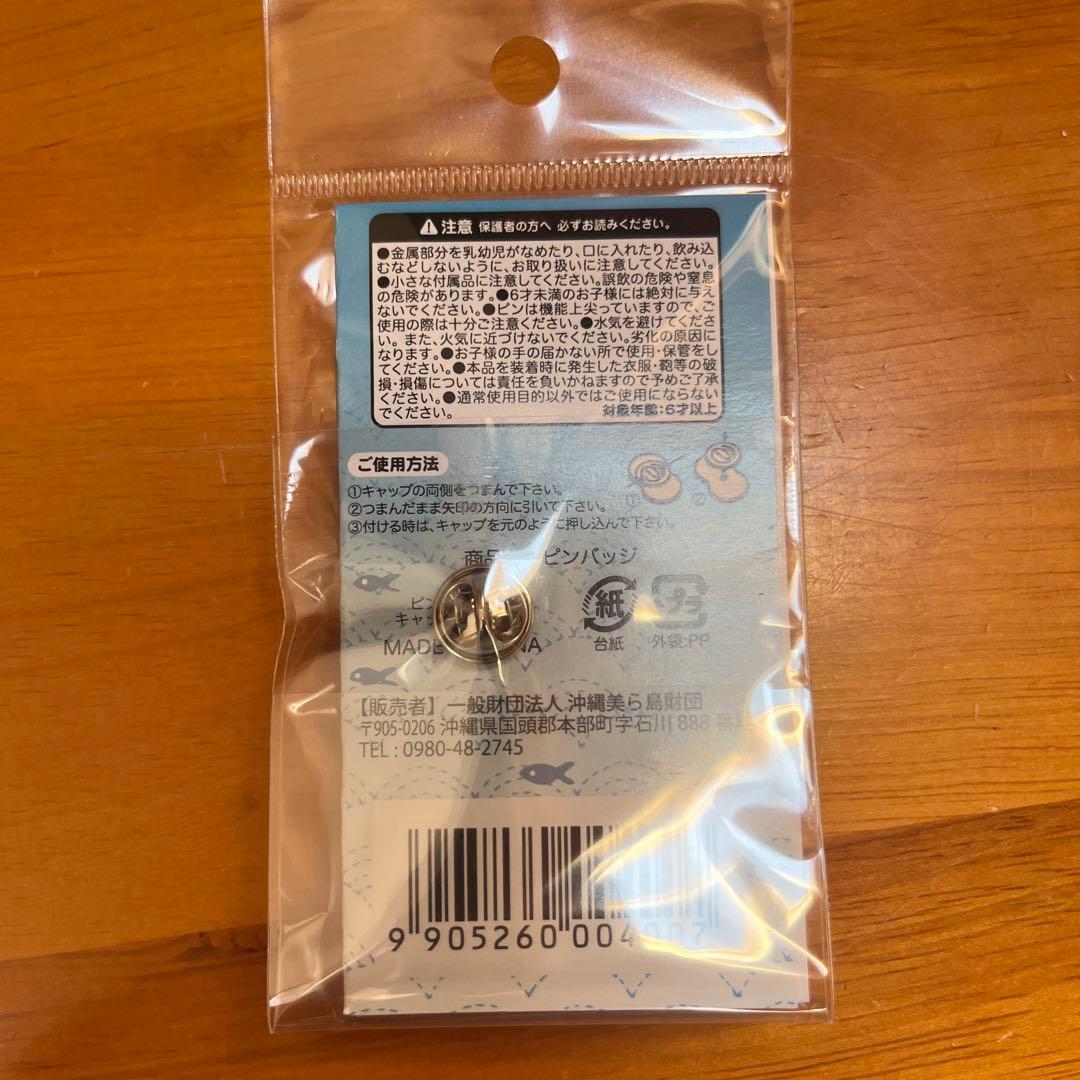 注意 保護者の方へ 必ずお読みください。
●金属部分を乳幼児がなめたり、口に入れたり、飲み込
むなどしないように、お取り扱いに注意してください。
●小さな付属品に注意してください。誤飲の危険や窒息
の危険があります。●6才未満のお子様には絶対に与え
ないでください。●ピンは機能上尖っていますので、ご
使用の際は十分ご注意ください。●水気を避けてくださ
い。また、火気に近づけないでください。劣化の原因に
なります。●お子様の手の届かない所で使用・保管をし
てください。●本品を装着時に発生した衣服・鞄等の破
損・損傷については責任を負いかねますので予めご了承
ください。●通常使用目的以外ではご使用にならない
でください。 対象年齢:6才以上
ご使用方法
①キャップの両側をつまんで下さい。
②つまんだまま矢印の方向に引いて下さい。
③付ける時は、キャップを元のように押し込んで下さい。
① ②
商品 ピンバッジ
ピン
キャッ
MADE NA
紙 プラ
台紙 外袋:PP
【販売者】一般財団法人 沖縄美ら島財団
〒905-0206 沖縄県国頭郡本部町字石川 888 番
TEL : 0980-48-2745
9 905260 004007